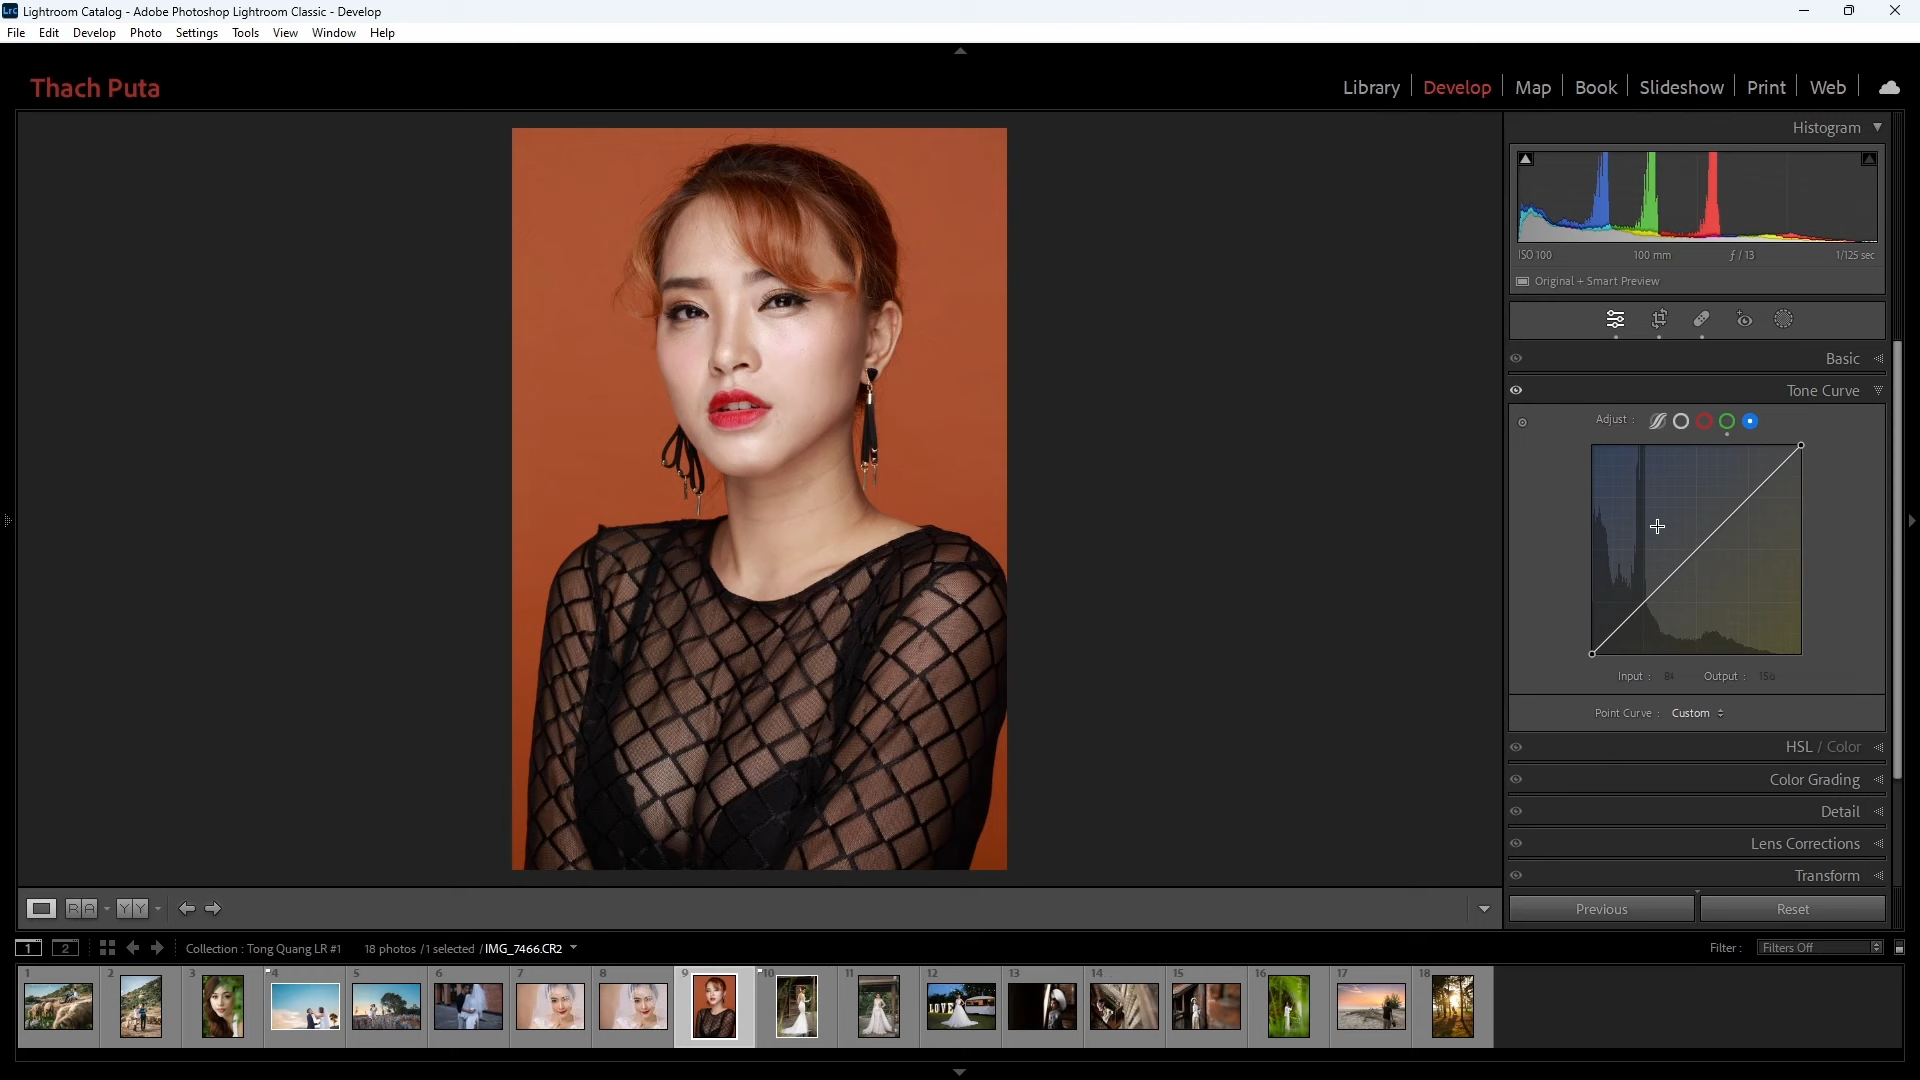 Lrc Lightroom Catalog - Adobe Photoshop Lightroom Classic - Develop
File Edit Develop Photo Settings Tools View Window Help
Thach Puta
Library Develop Map Book Slideshow Print Web
Histogram
ISO 100 100 mm ƒ / 13 1/125 sec
Original + Smart Preview
Basic
Tone Curve
Adjust :
Input : 84 Output :
Point Curve : Custom
HSL / Color
Color Grading
Detail
Lens Corrections
Transform
R A Y Y
Previous Reset
1 2 Collection : Tong Quang LR #1 18 photos / 1 selected / IMG_7466.CR2 Filter : Filters Off
1 2 3 4 5 6 7 8 9 10 11 12 13 14 15 16 17 18
LOVE